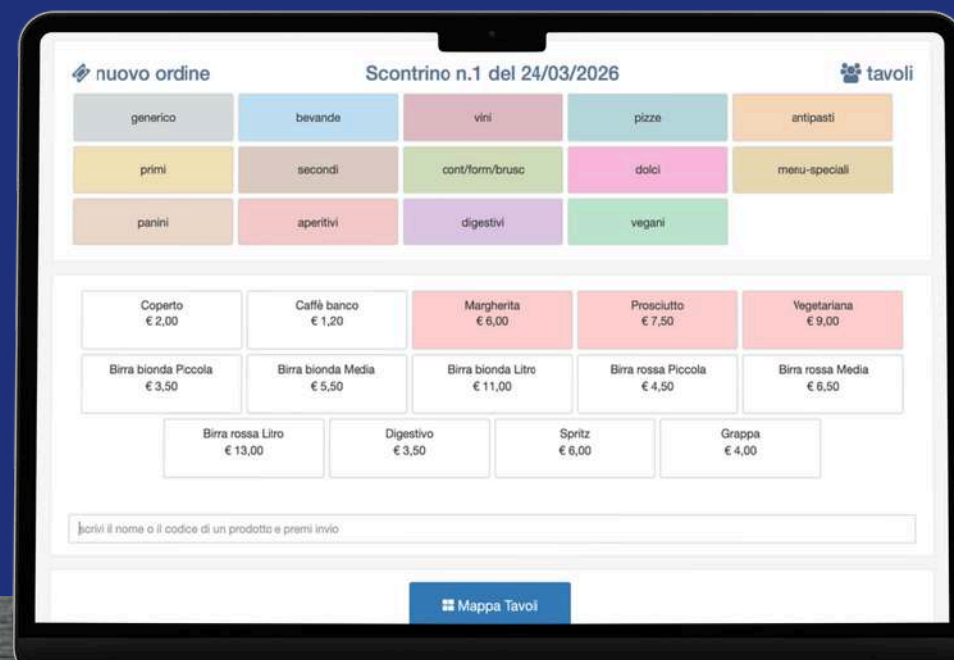 nuovo ordine
Scontrino n.1 del 24/03/2026
tavoli
generico
bevande
vini
pizze
antipasti
primi
secondi
cont/form/brusc
dolci
menu-speciali
panini
aperitivi
digestivi
vegani
Coperto
€ 2,00
Caffè banco
€ 1,20
Margherita
€ 6,00
Prosciutto
€ 7,50
Vegetariana
€ 9,00
Birra bionda Piccola
€ 3,50
Birra bionda Media
€ 5,50
Birra bionda Litro
€ 11,00
Birra rossa Piccola
€ 4,50
Birra rossa Media
€ 6,50
Birra rossa Litro
€ 13,00
Digestivo
€ 3,50
Spritz
€ 6,00
Grappa
€ 4,00
scrivi il nome o il codice di un prodotto e premi invio
Mappa Tavoli